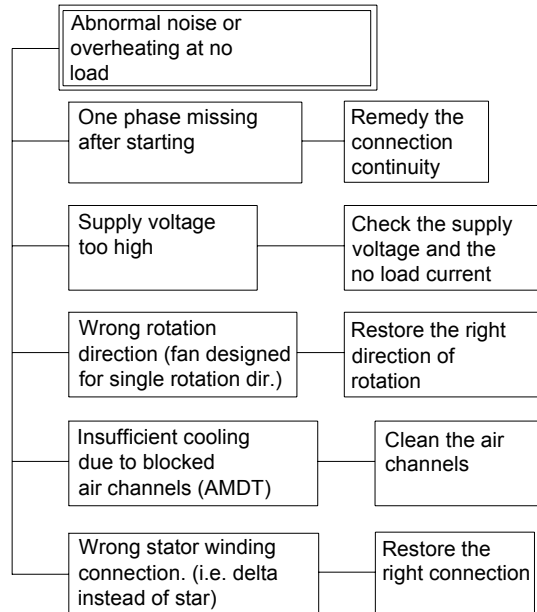 Abnormal noise or
overheating at no
load
One phase missing
after starting
Remedy the
connection
continuity
Supply voltage
too high
Check the supply
voltage and the
no load current
Wrong rotation
direction (fan designed
for single rotation dir.)
Restore the right
direction of
rotation
Insufficient cooling
due to blocked
air channels (AMDT)
Clean the air
channels
Wrong stator winding
connection. (i.e. delta
instead of star)
Restore the
right connection